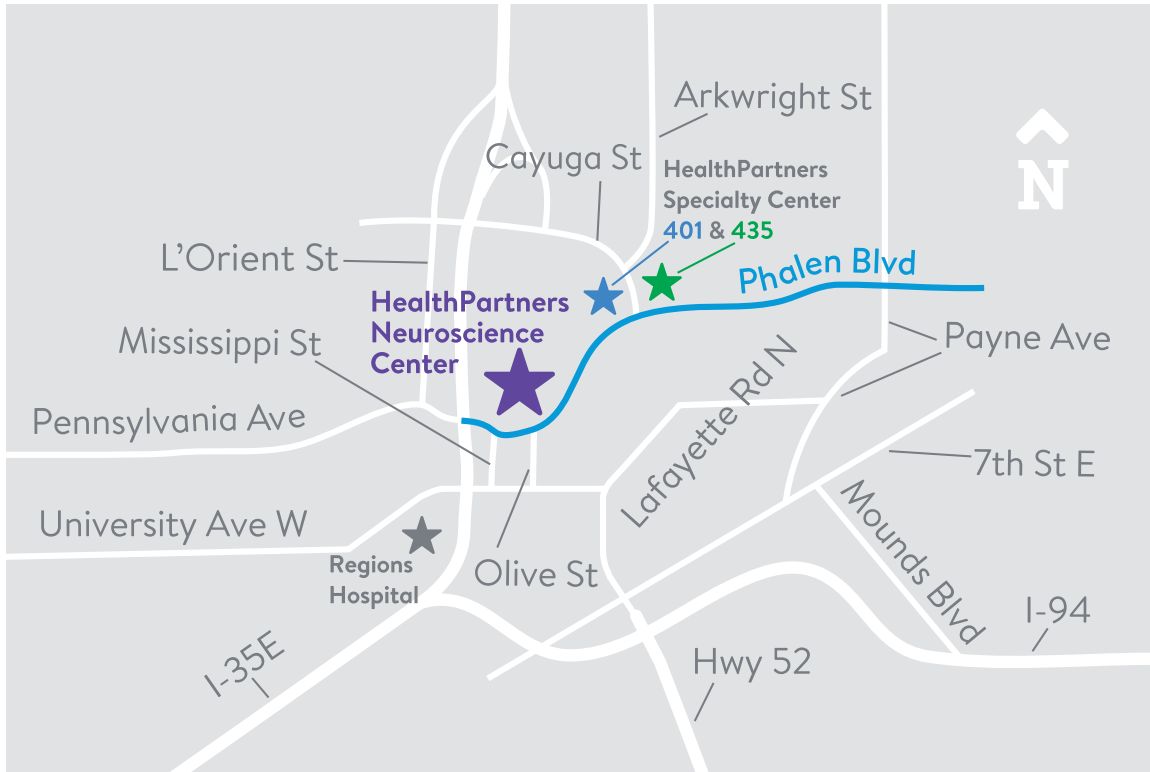 Arkwright St
Cayuga St
HealthPartners
Specialty Center
401 & 435
N
L'Orient St
Phalen Blvd
HealthPartners
Neuroscience
Center
Mississippi St
Payne Ave
Lafayette Rd N
Pennsylvania Ave
7th St E
University Ave W
Mounds Blvd
Regions
Hospital
Olive St
I-94
I-35E
Hwy 52